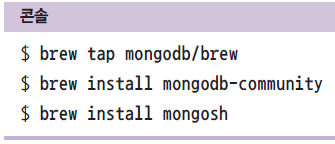 콘솔
$ brew tap mongodb/brew
$ brew install mongodb-community
$ brew install mongosh